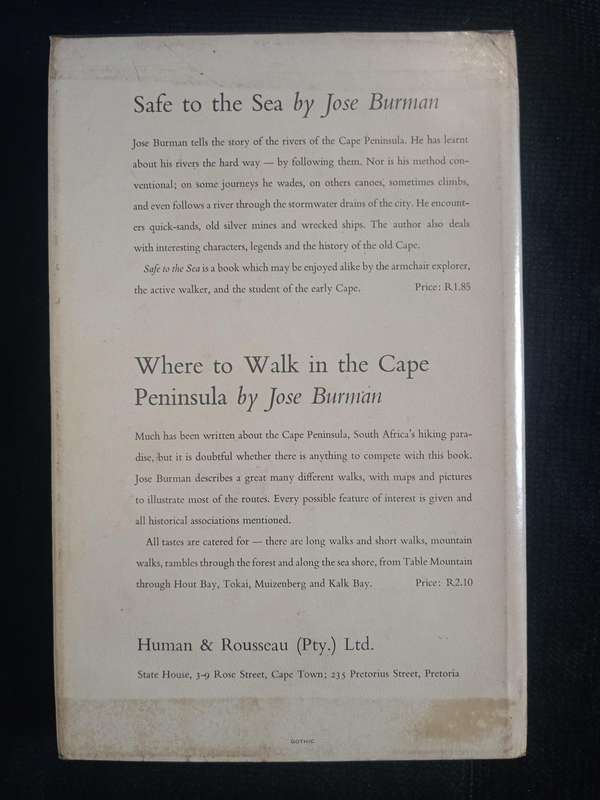 Safe to the Sea by Jose Burman
Jose Burman tells the story of the rivers of the Cape Peninsula. He has learnt
about his rivers the hard way — by following them. Nor is his method con-
ventional; on some journeys he wades, on others canoes, sometimes climbs,
and even follows a river through the stormwater drains of the city. He encount-
ers quick-sands, old silver mines and wrecked ships. The author also deals
with interesting characters, legends and the history of the old Cape.
Safe to the Sea is a book which may be enjoyed alike by the armchair explorer,
the active walker, and the student of the early Cape. Price: R1.85
Where to Walk in the Cape
Peninsula by Jose Burman
Much has been written about the Cape Peninsula, South Africa's hiking para-
dise, but it is doubtful whether there is anything to compete with this book.
Jose Burman describes a great many different walks, with maps and pictures
to illustrate most of the routes. Every possible feature of interest is given and
all historical associations mentioned.
All tastes are catered for — there are long walks and short walks, mountain
walks, rambles through the forest and along the sea shore, from Table Mountain
through Hout Bay, Tokai, Muizenberg and Kalk Bay. Price: R2.10
Human & Rousseau (Pty.) Ltd.
State House, 3-9 Rose Street, Cape Town; 235 Pretorius Street, Pretoria
GOTHIC